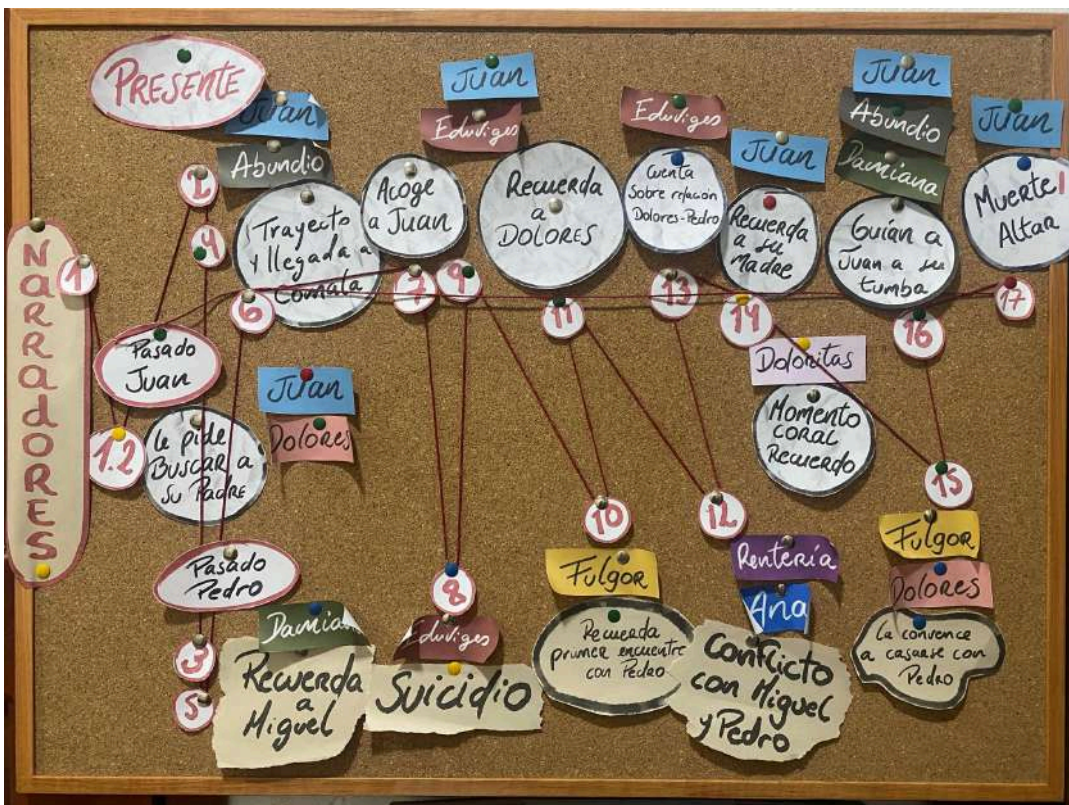 NaRRadORES
PRESENTE
1
2
4
Juan
Abundio
Trayecto
y llegada a
Comala
6
Juan
Eduviges
Acoge
a Juan
7
9
Recuerda
a
DOLORES
11
Eduviges
Cuenta
Sobre relación
Dolores-Pedro
13
Juan
Recuerda
a su
Madre
14
Juan
Abundio
Damiana
Guían a
Juan a su
tumba
16
Juan
Muerte
Altar
17
Pasado
Juan
1.2
Le pide
BUSCAR a
Su PadRE
Juan
Dolores
Doloritas
Momento
CORAL
Recuerdo
Pasado
Pedro
3
5
Damiana
Recuerda
a
Miguel
8
Eduviges
Suicidio
10
Fulgor
Recuerda
primer encuentro
con Pedro
12
Rentería
Ana
Conflicto
con Miguel
y Pedro
15
Fulgor
Dolores
La convence
a casarse con
Pedro